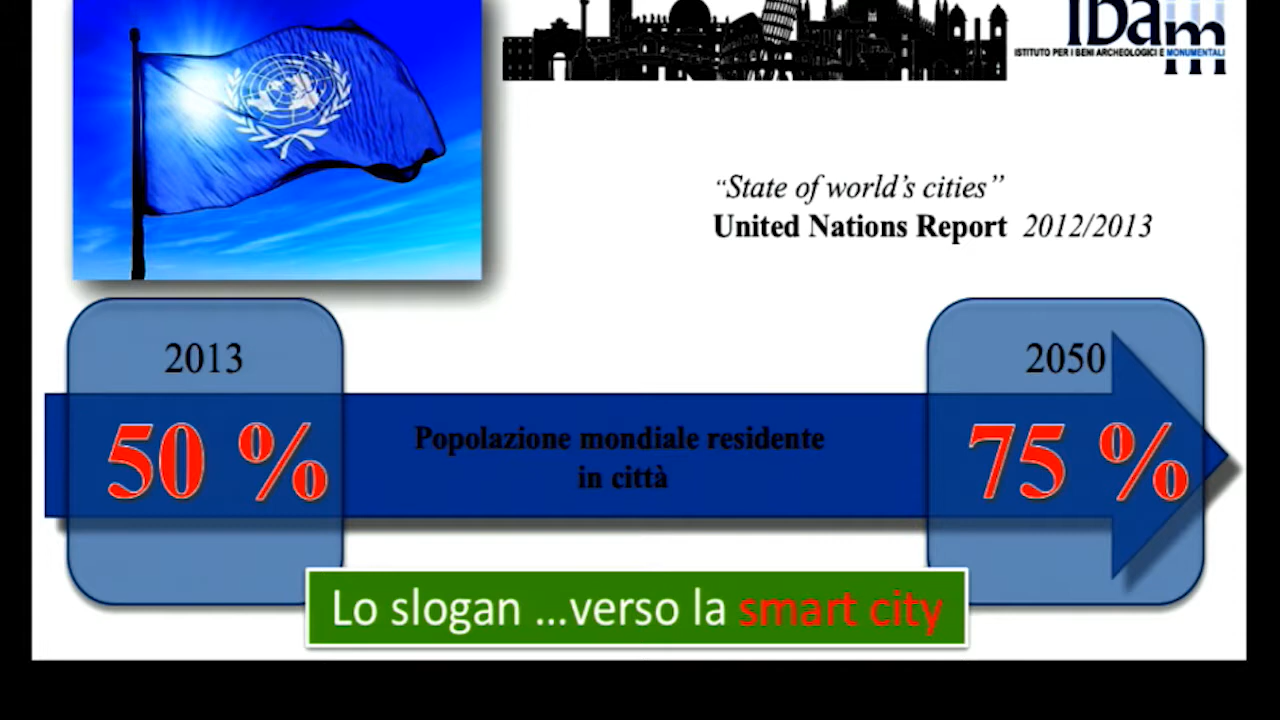 IBAM
ISTITUTO PER I BENI ARCHEOLOGICI E MONUMENTALI
“State of world’s cities”
United Nations Report 2012/2013
2013
2050
50 %
Popolazione mondiale residente
in città
75 %
Lo slogan ...verso la smart city